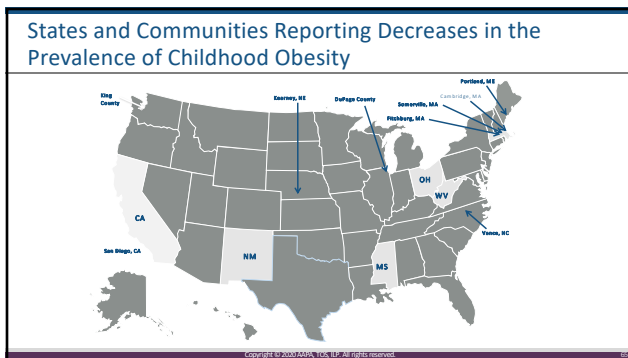 States and Communities Reporting Decreases in the
Prevalence of Childhood Obesity
King
County
Kearney, NE
DuPage County
Portland, ME
Cambridge, MA
Somerville, MA
Fitchburg, MA
OH
WV
CA
Vance, NC
San Diego, CA
NM
MS
Copyright © 2020 AAPA, TOS, ILP. All rights reserved.
65